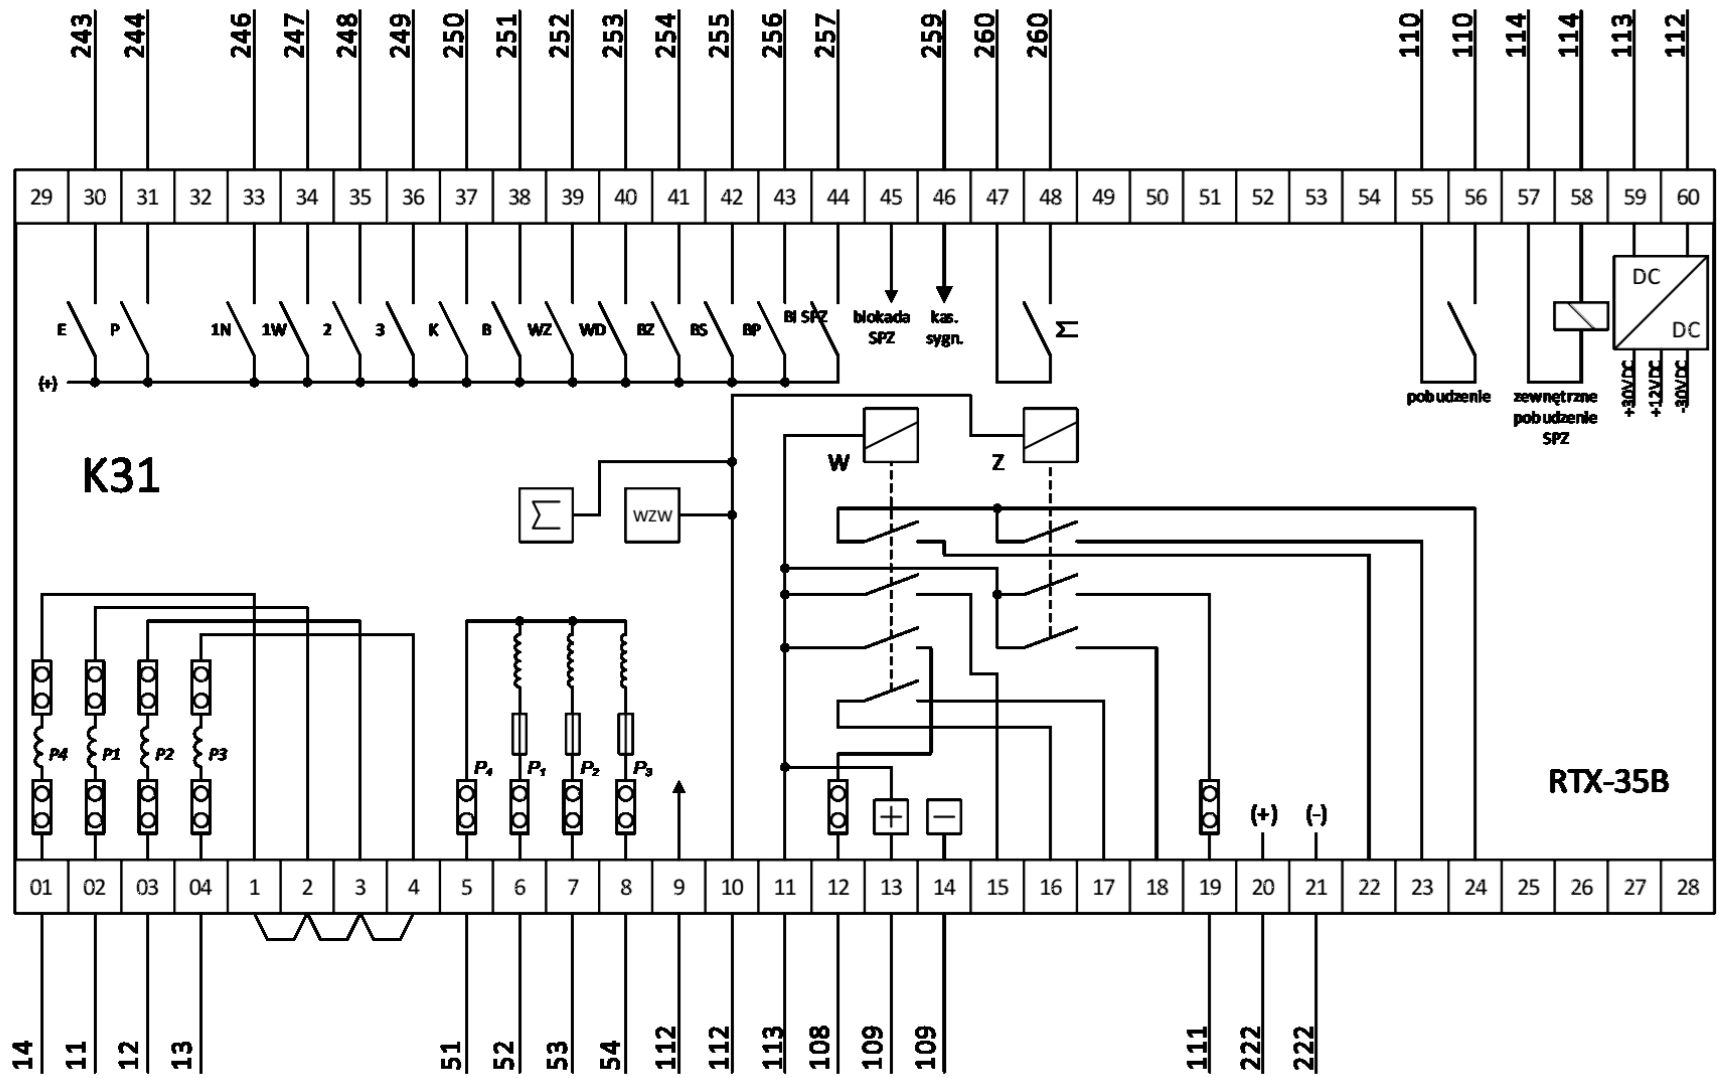 243 244 246 247 248 249 250 251 252 253 254 255 256 257 259 260 260 110 110 114 114 113 112
29 30 31 32 33 34 35 36 37 38 39 40 41 42 43 44 45 46 47 48 49 50 51 52 53 54 55 56 57 58 59 60
DC
DC
E P 1N 1W 2 3 K B WZ WD BZ BS BP Bl SPZ
blokada
SPZ
kas.
sygn.
Σ
(+)
pobudzenie
zewnętrzne
pobudzenie
SPZ
+30VDC
+12VDC
-30VDC
K31
W
Z
Σ
WZW
P4 P1 P2 P3
P₄ P₁ P₂ P₃
RTX-35B
+
−
(+)
(-)
01 02 03 04 1 2 3 4 5 6 7 8 9 10 11 12 13 14 15 16 17 18 19 20 21 22 23 24 25 26 27 28
14 11 12 13 51 52 53 54 112 112 113 108 109 109 111 222 222